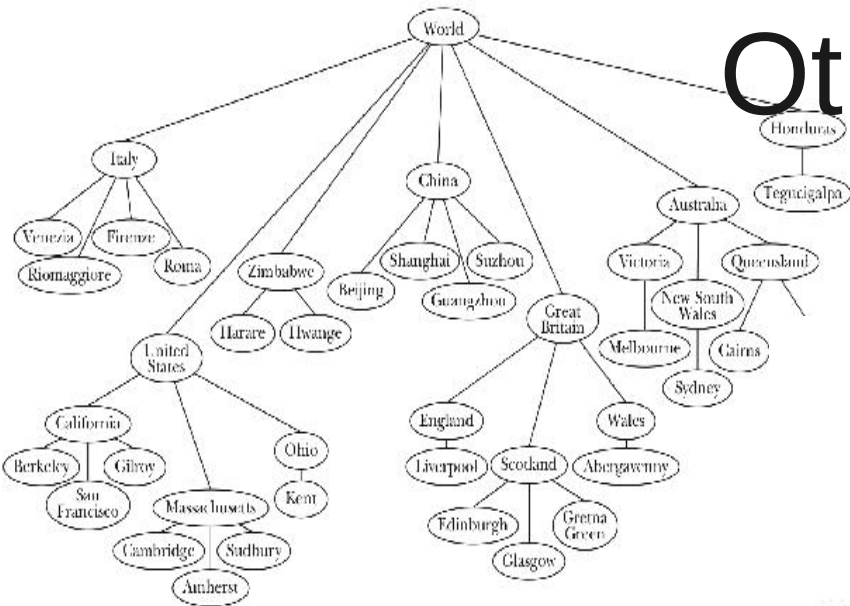 World
Ot
Honduras
Italy
China
Tegucigalpa
Australia
Venezia
Firenze
Riomaggiore
Roma
Zimbabwe
Shanghai
Suzhou
Beijing
Guangzhou
Victoria
Queensland
New South
Wales
Harare
Hwange
Great
Britain
Melbourne
Cairns
Sydney
United
States
California
Berkeley
Gilroy
San
Francisco
Ohio
Kent
Massachusetts
Cambridge
Sudbury
Amherst
England
Wales
Liverpool
Scotland
Abergavenny
Edinburgh
Gretna
Green
Glasgow